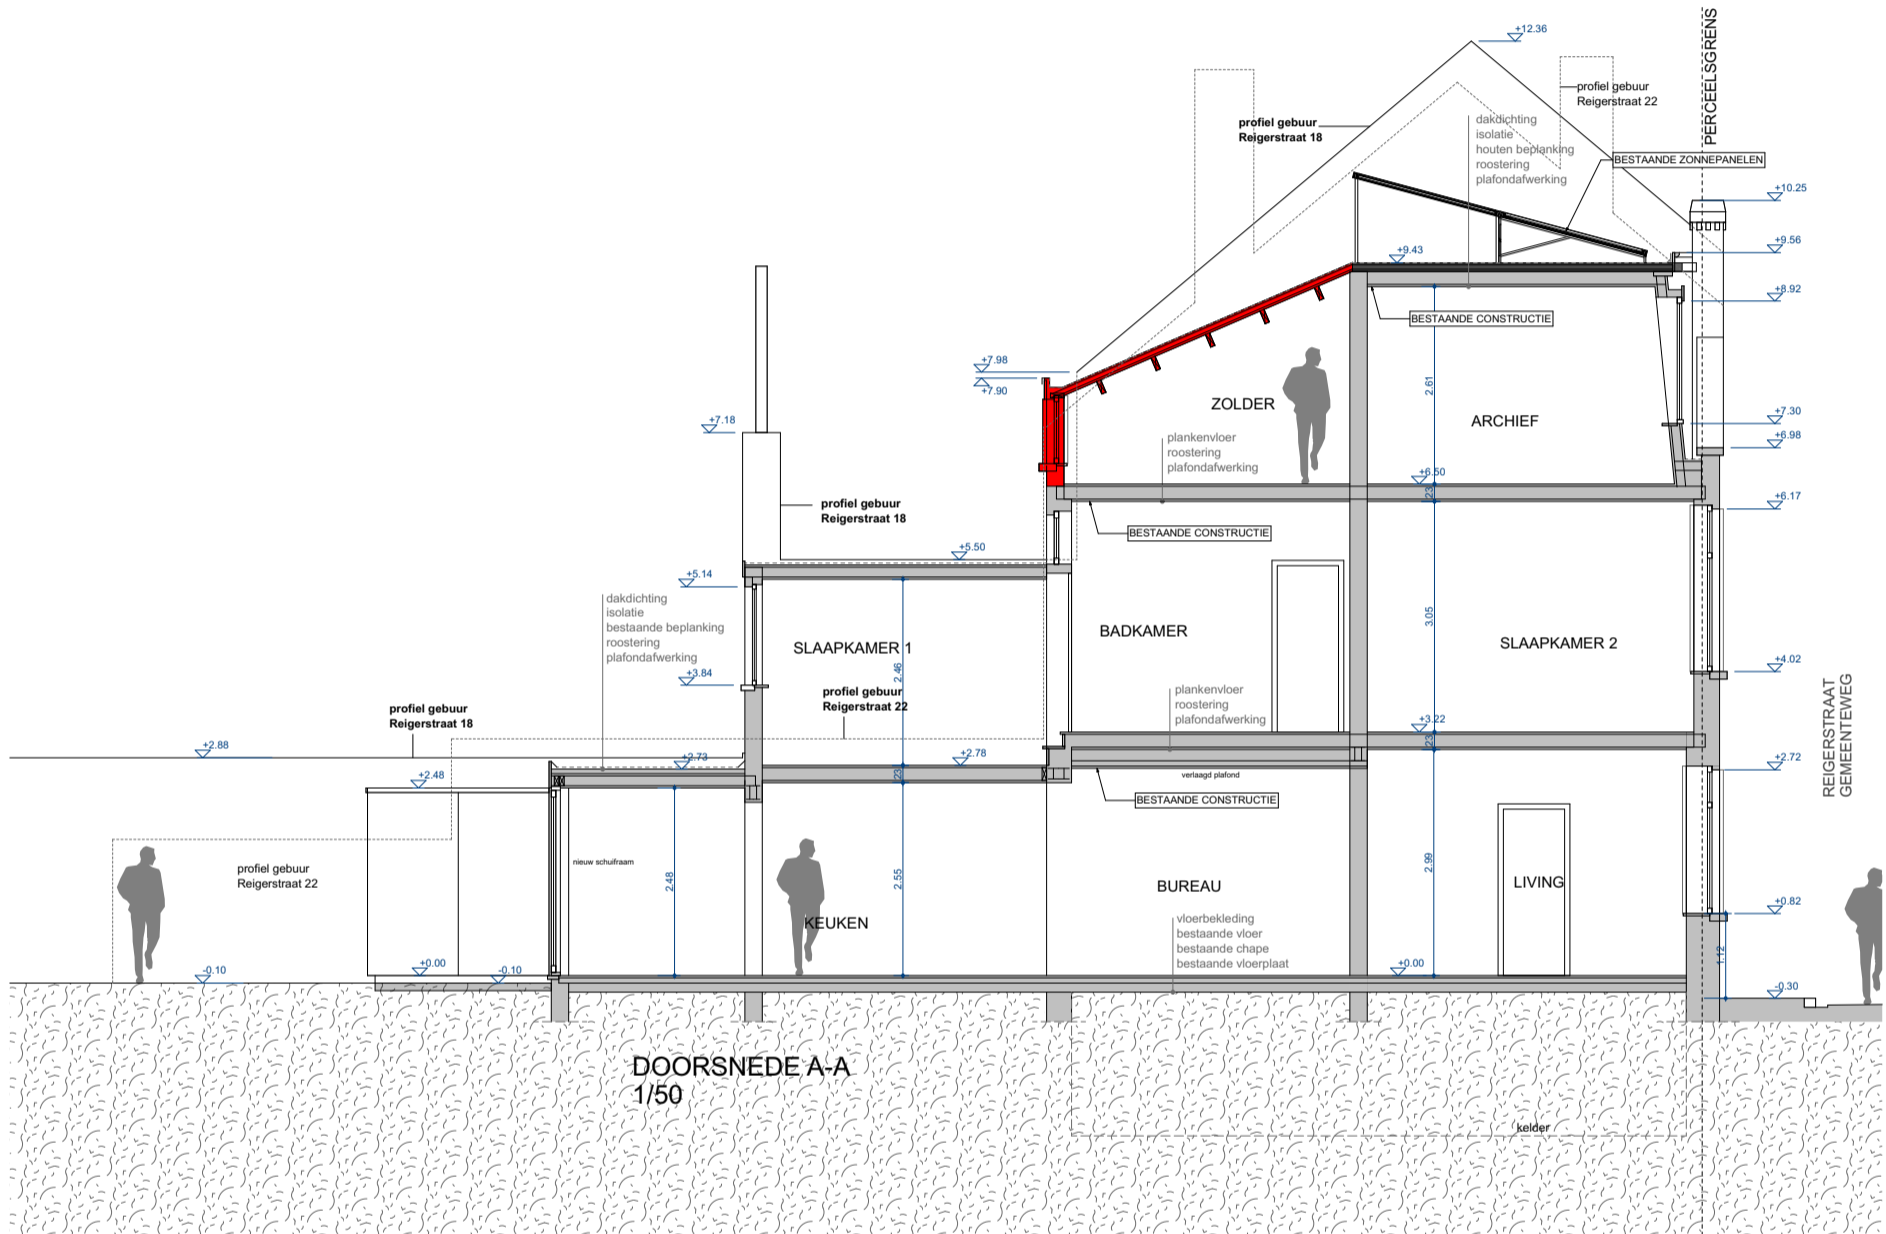 +12.36
PERCEELSGRENS
profiel gebuur
Reigerstraat 22
profiel gebuur
Reigerstraat 18
dakdichting
isolatie
houten beplanking
roostering
plafondafwerking
BESTAANDE ZONNEPANELEN
+10.25
+9.56
+9.43
+8.92
BESTAANDE CONSTRUCTIE
+7.98
+7.90
2.61
ZOLDER
ARCHIEF
+7.30
+7.18
+6.98
plankenvloer
roostering
plafondafwerking
+6.50
23
+6.17
profiel gebuur
Reigerstraat 18
BESTAANDE CONSTRUCTIE
+5.50
+5.14
dakdichting
isolatie
bestaande beplanking
roostering
plafondafwerking
SLAAPKAMER 1
2.46
BADKAMER
3.05
SLAAPKAMER 2
+4.02
+3.84
profiel gebuur
Reigerstraat 22
plankenvloer
roostering
plafondafwerking
REIGERSTRAAT
GEMEENTEWEG
profiel gebuur
Reigerstraat 18
+3.22
23
+2.88
+2.73
+2.78
23
+2.72
verlaagd plafond
+2.48
BESTAANDE CONSTRUCTIE
nieuw schuifraam
2.48
2.55
2.99
profiel gebuur
Reigerstraat 22
BUREAU
LIVING
KEUKEN
+0.82
vloerbekleding
bestaande vloer
bestaande chape
bestaande vloerplaat
1.12
-0.10
+0.00
-0.10
+0.00
-0.30
DOORSNEDE A-A
1/50
kelder